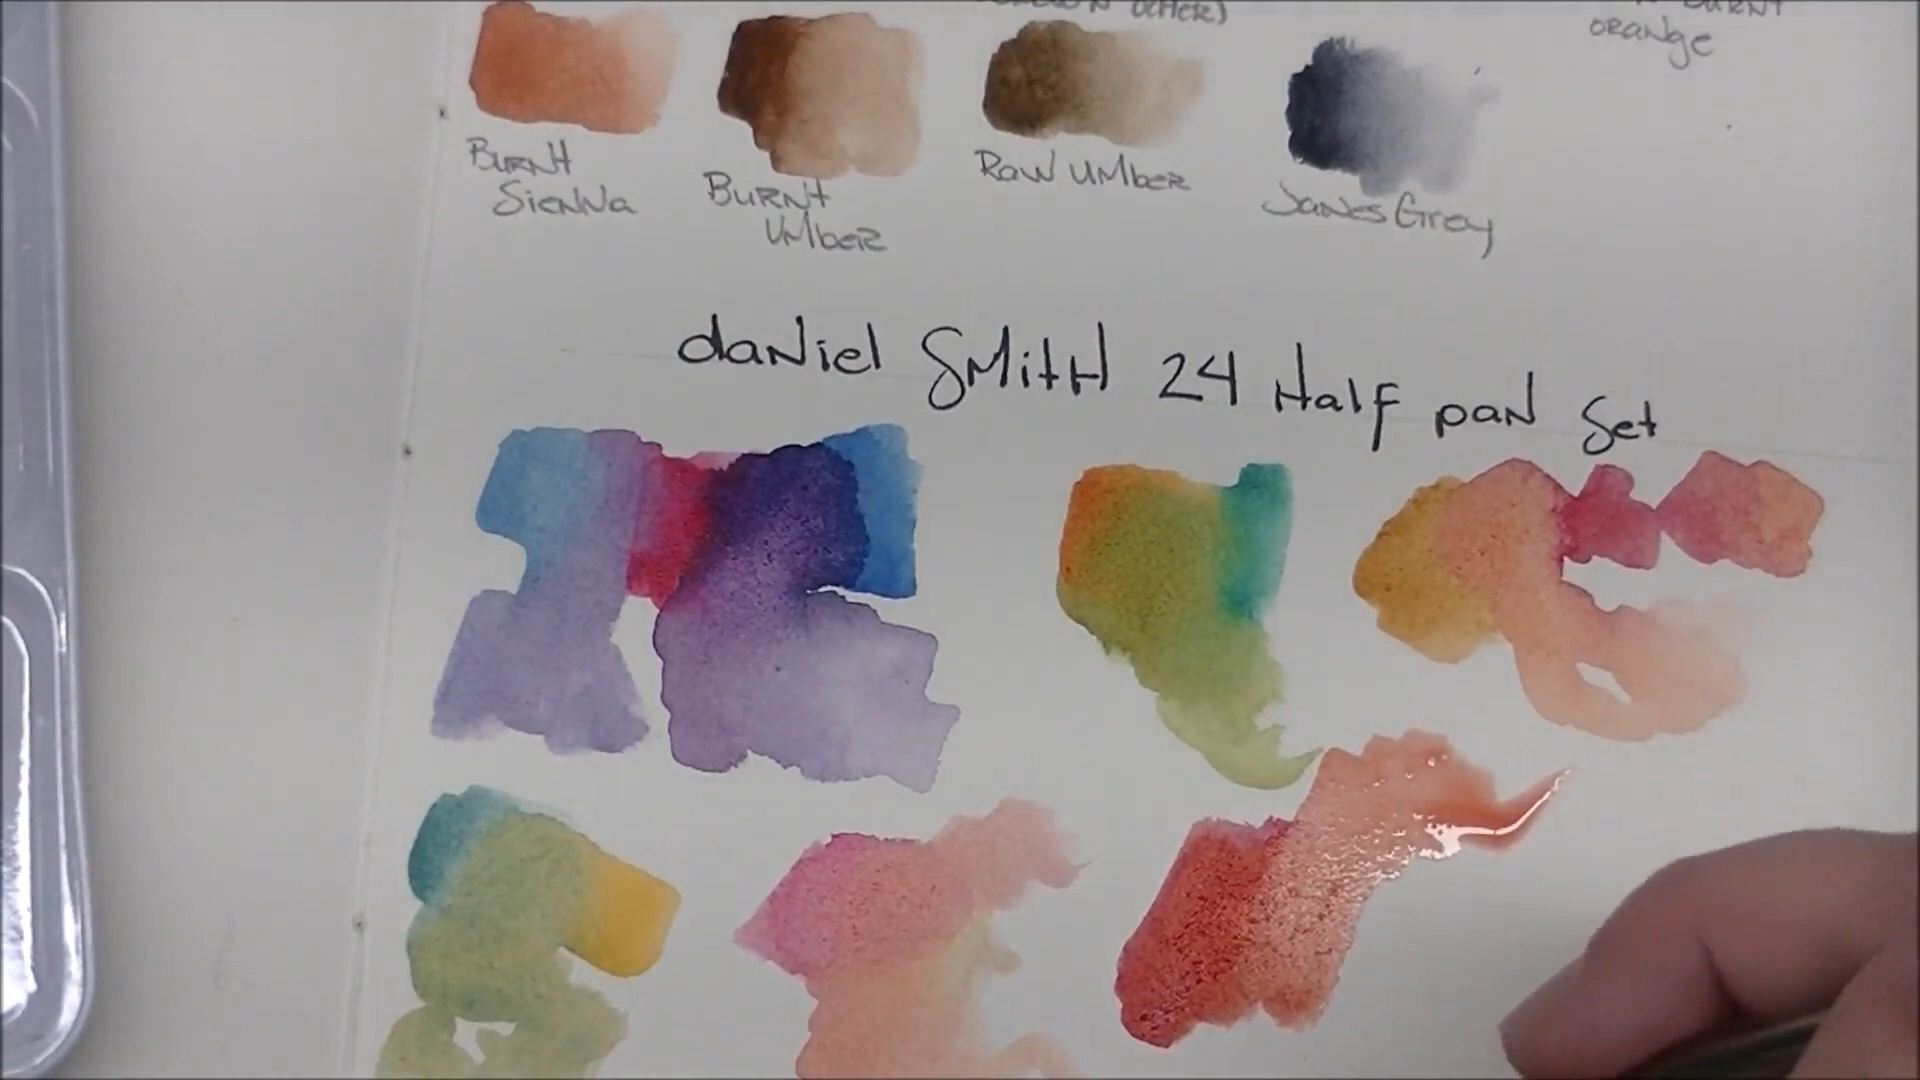 orange
Burnt
Sienna
Burnt
Umber
Raw Umber
Janes Grey
daniel Smith 24 Half pan Set